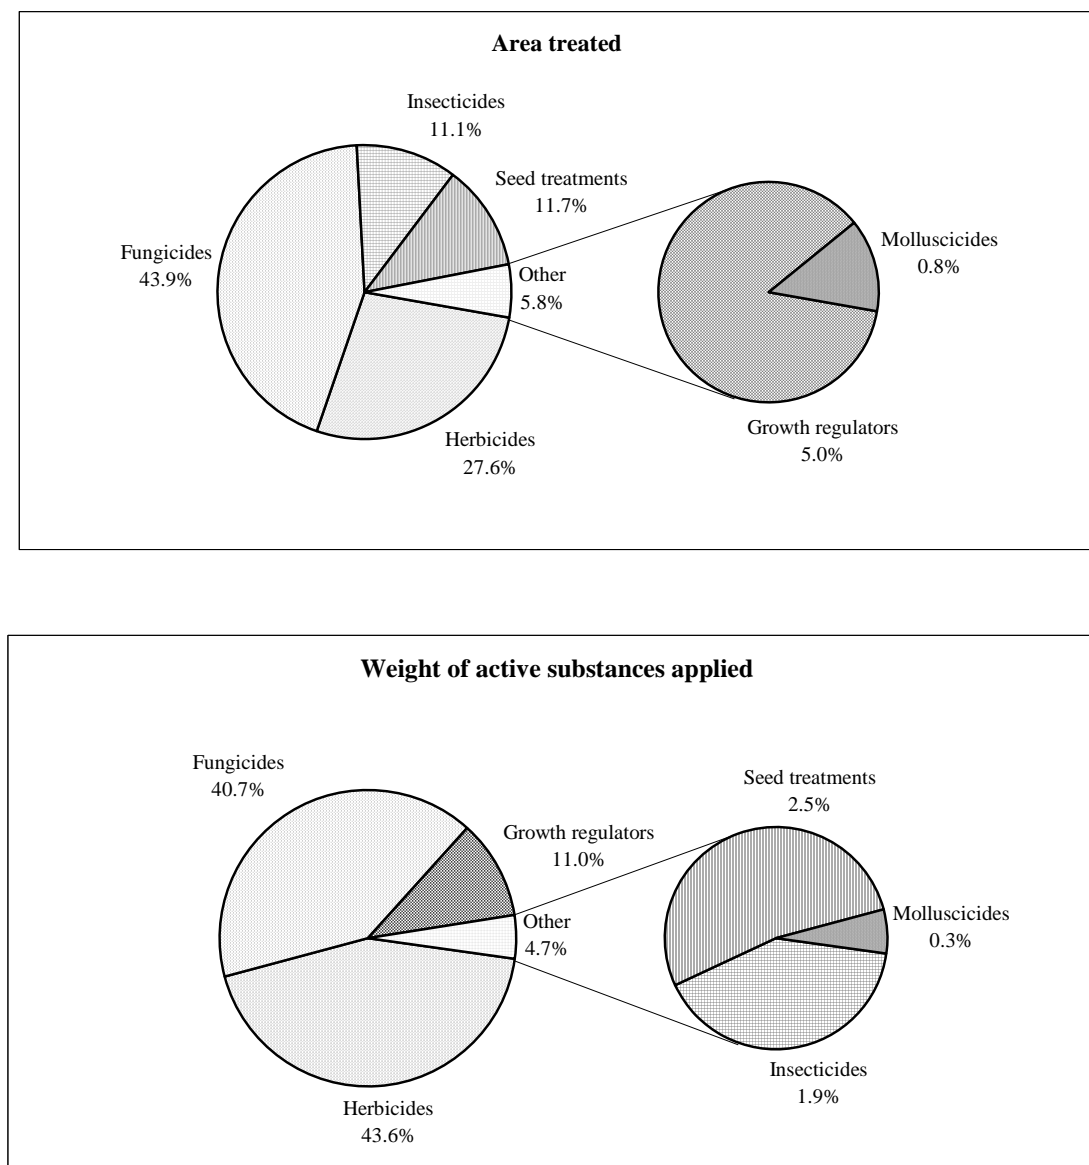 Area treated
Insecticides
11.1%
Seed treatments
11.7%
Fungicides
43.9%
Other
5.8%
Molluscicides
0.8%
Growth regulators
5.0%
Herbicides
27.6%
Weight of active substances applied
Fungicides
40.7%
Seed treatments
2.5%
Growth regulators
11.0%
Other
4.7%
Molluscicides
0.3%
Insecticides
1.9%
Herbicides
43.6%